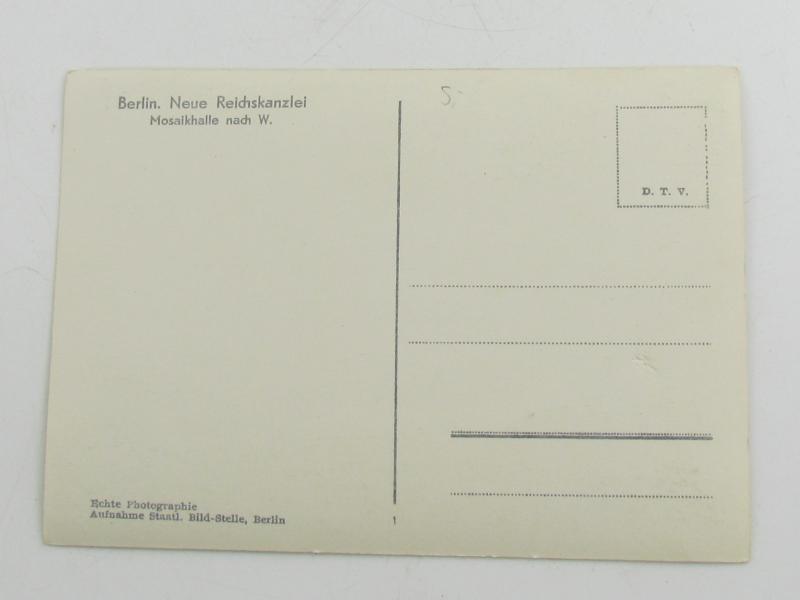 Berlin. Neue Reichskanzlei
Mosaikhalle nach W.
5,-
D. T. V.
Echte Photographie
Aufnahme Staatl. Bild-Stelle, Berlin
1